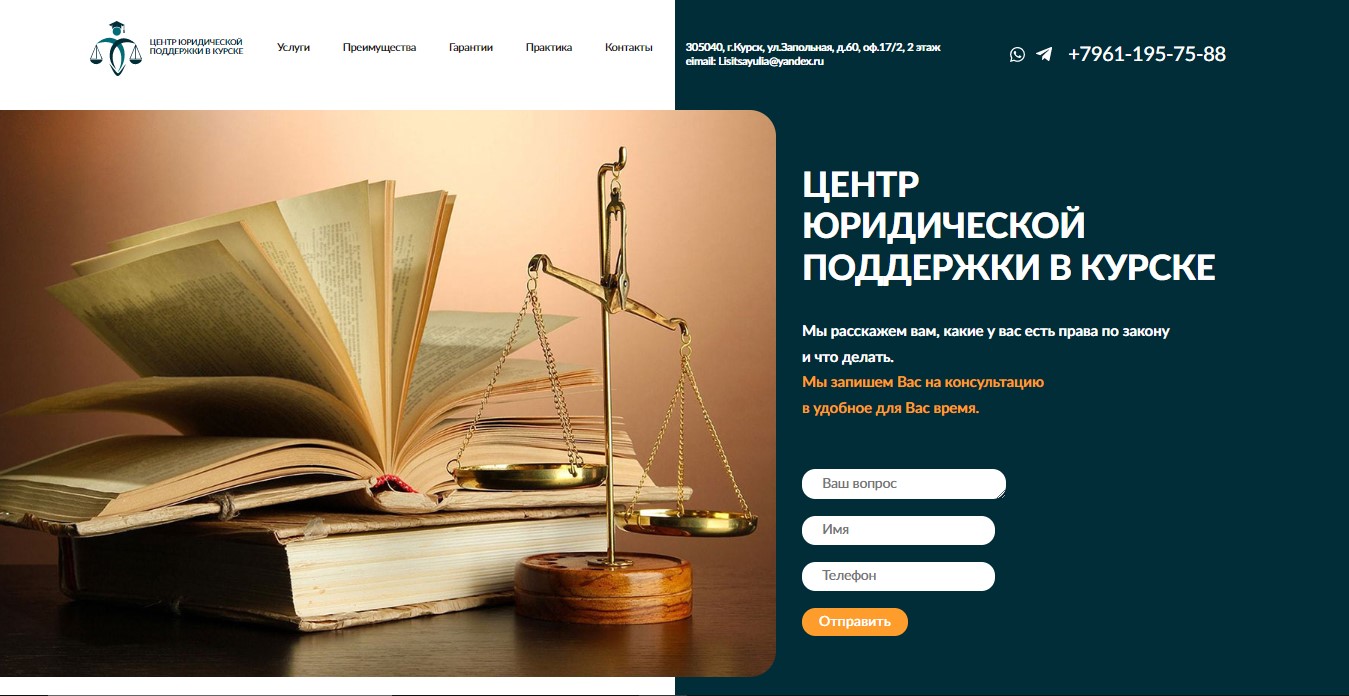 ЦЕНТР ЮРИДИЧЕСКОЙ
ПОДДЕРЖКИ В КУРСКЕ
Услуги
Преимущества
Гарантии
Практика
Контакты
305040, г.Курск, ул.Запольная, д.60, оф.17/2, 2 этаж
eimail: Lisitsayulia@yandex.ru
+7961-195-75-88
ЦЕНТР
ЮРИДИЧЕСКОЙ
ПОДДЕРЖКИ В КУРСКЕ
Мы расскажем вам, какие у вас есть права по закону
и что делать.
Мы запишем Вас на консультацию
в удобное для Вас время.
Ваш вопрос
Имя
Телефон
Отправить